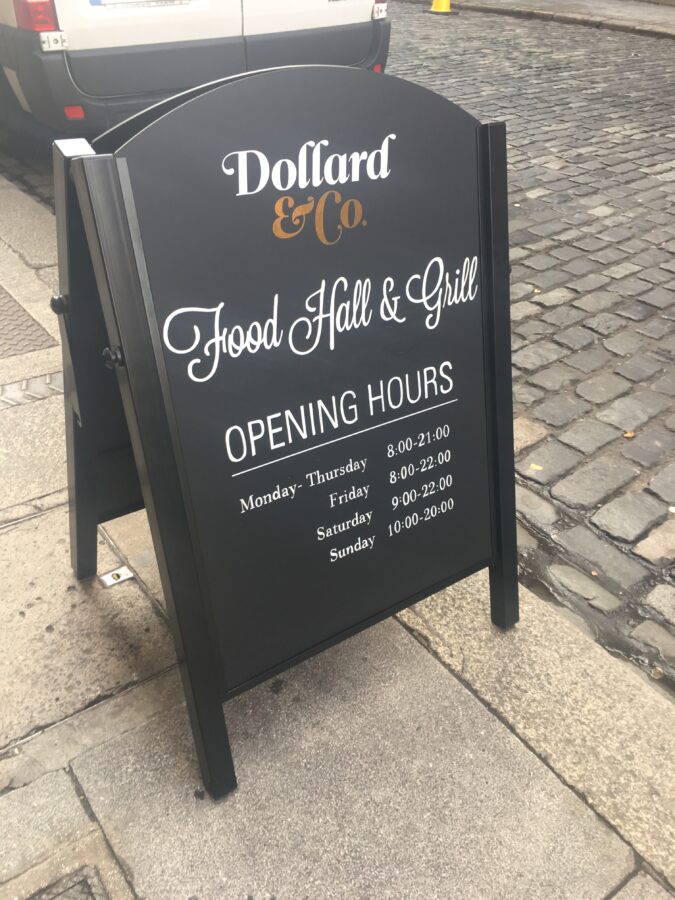 Dollard
& Co.
Food Hall & Grill
OPENING HOURS
Monday- Thursday 8:00-21:00
Friday 8:00-22:00
Saturday 9:00-22:00
Sunday 10:00-20:00